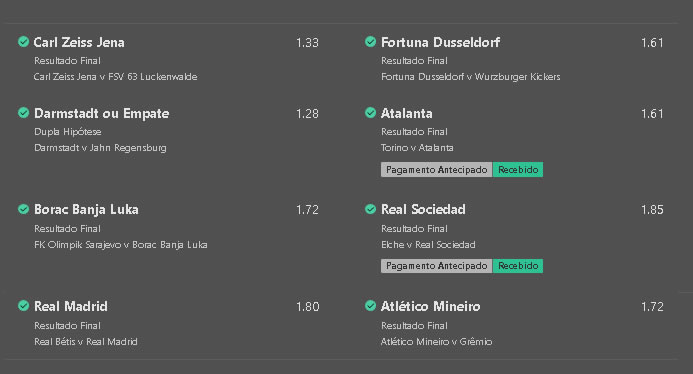 Carl Zeiss Jena 1.33
Resultado Final
Carl Zeiss Jena v FSV 63 Luckenwalde
Fortuna Dusseldorf 1.61
Resultado Final
Fortuna Dusseldorf v Wurzburger Kickers
Darmstadt ou Empate 1.28
Dupla Hipótese
Darmstadt v Jahn Regensburg
Atalanta 1.61
Resultado Final
Torino v Atalanta
Pagamento Antecipado Recebido
Borac Banja Luka 1.72
Resultado Final
FK Olimpik Sarajevo v Borac Banja Luka
Real Sociedad 1.85
Resultado Final
Elche v Real Sociedad
Pagamento Antecipado Recebido
Real Madrid 1.80
Resultado Final
Real Bétis v Real Madrid
Atlético Mineiro 1.72
Resultado Final
Atlético Mineiro v Grêmio